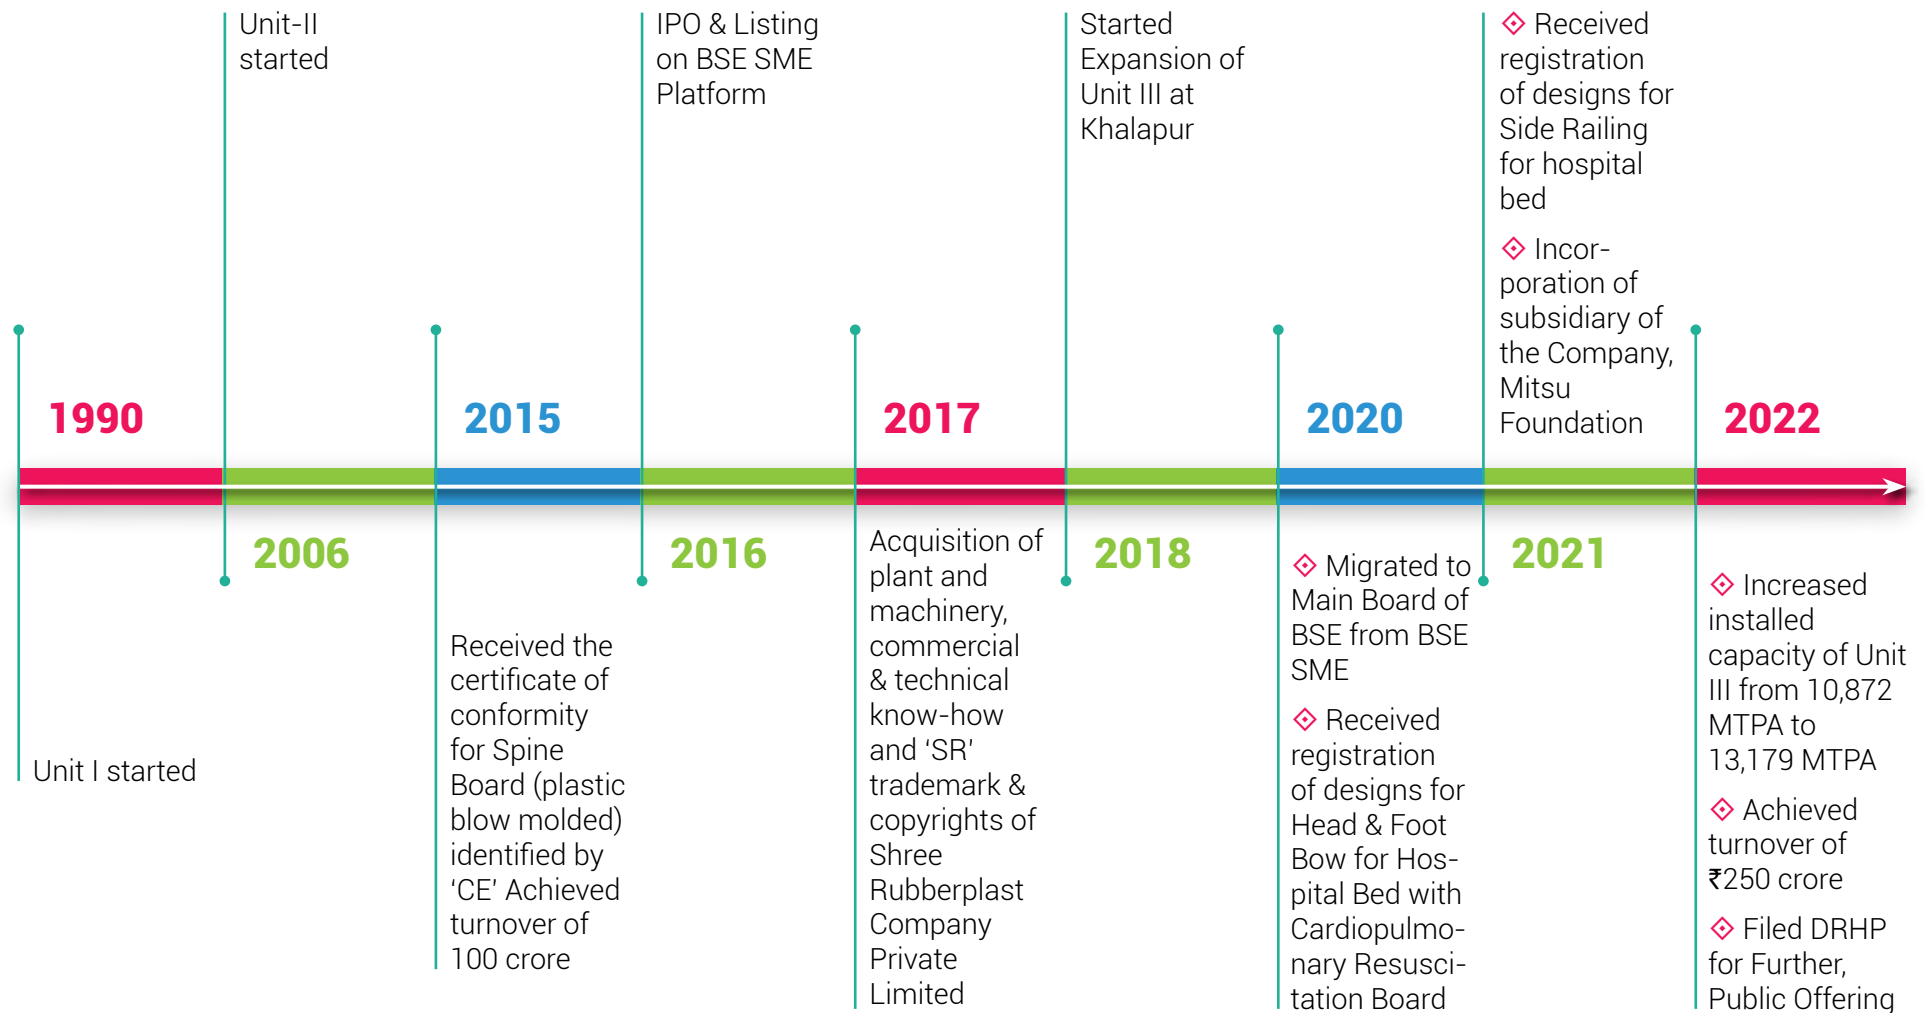 1990
Unit I started
Unit-II
started
2006
2015
Received the
certificate of
conformity
for Spine
Board (plastic
blow molded)
identified by
‘CE’ Achieved
turnover of
100 crore
IPO & Listing
on BSE SME
Platform
2016
2017
Acquisition of
plant and
machinery,
commercial
& technical
know-how
and ‘SR’
trademark &
copyrights of
Shree
Rubberplast
Company
Private
Limited
Started
Expansion of
Unit III at
Khalapur
2018
2020
Migrated to
Main Board of
BSE from BSE
SME
Received
registration
of designs for
Head & Foot
Bow for Hos-
pital Bed with
Cardiopulmo-
nary Resusci-
tation Board
Received
registration
of designs for
Side Railing
for hospital
bed
Incor-
poration of
subsidiary of
the Company,
Mitsu
Foundation
2021
2022
Increased
installed
capacity of Unit
III from 10,872
MTPA to
13,179 MTPA
Achieved
turnover of
₹250 crore
Filed DRHP
for Further,
Public Offering